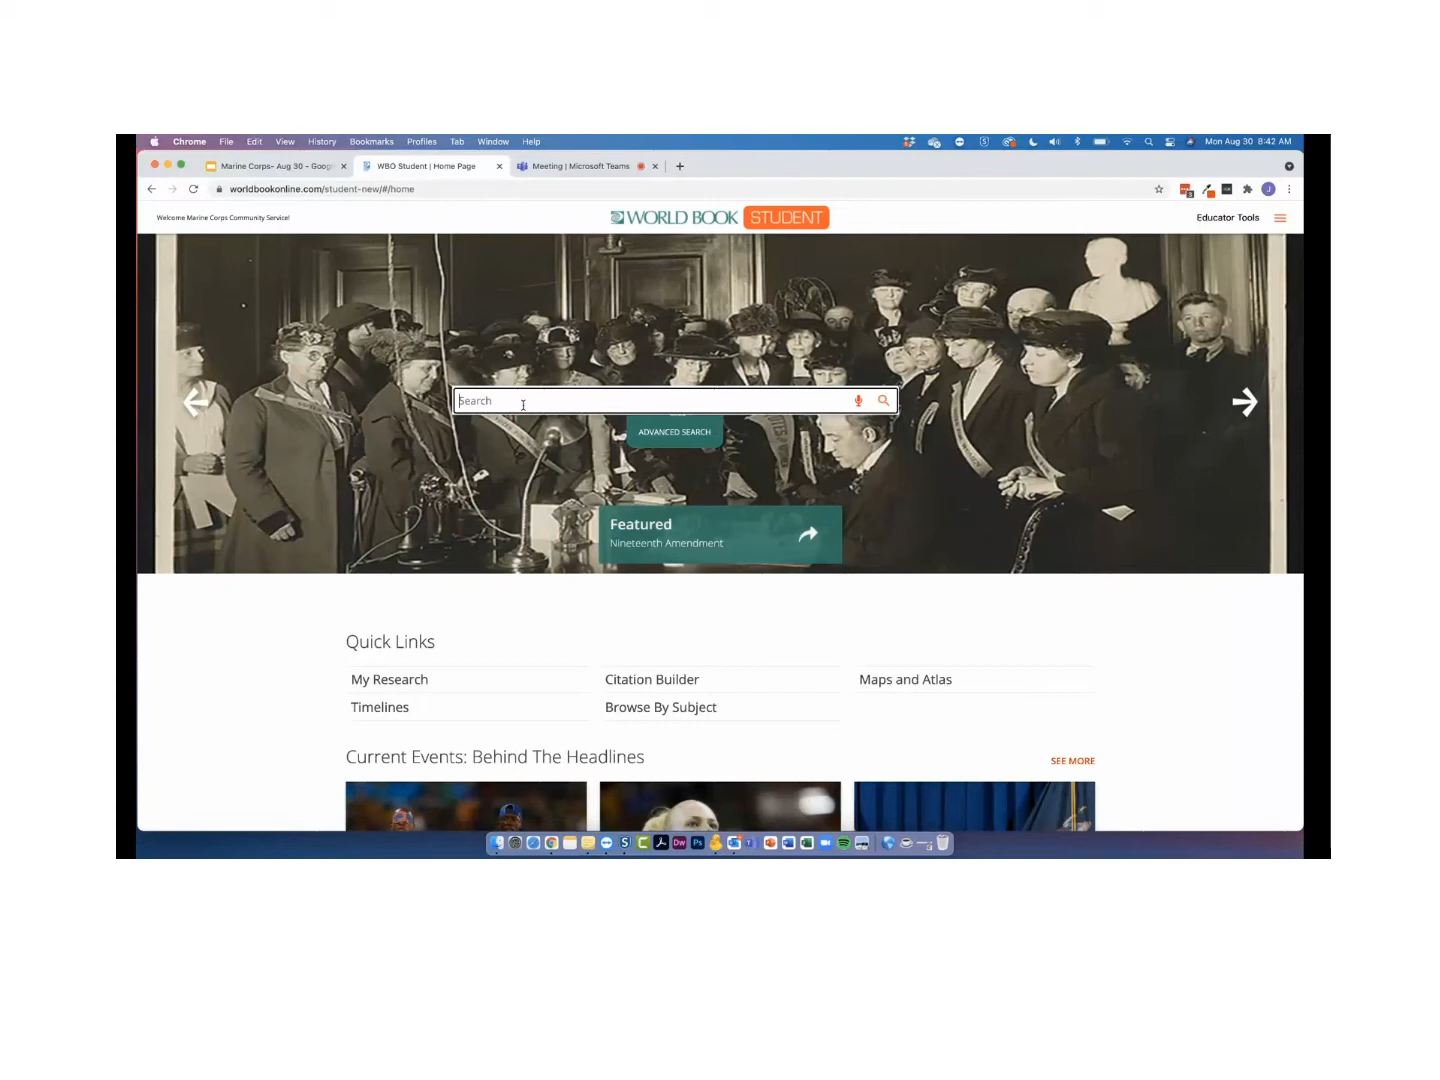 Chrome File Edit View History Bookmarks Profiles Tab Window Help Mon Aug 30 8:42 AM
Marine Corps- Aug 30 - Goog WBO Student | Home Page Meeting | Microsoft Teams
worldbookonline.com/student-new/#/home
Welcome Marine Corps Community Service! WORLD BOOK STUDENT Educator Tools
Search
ADVANCED SEARCH
Featured
Nineteenth Amendment
Quick Links
My Research Citation Builder Maps and Atlas
Timelines Browse By Subject
Current Events: Behind The Headlines SEE MORE